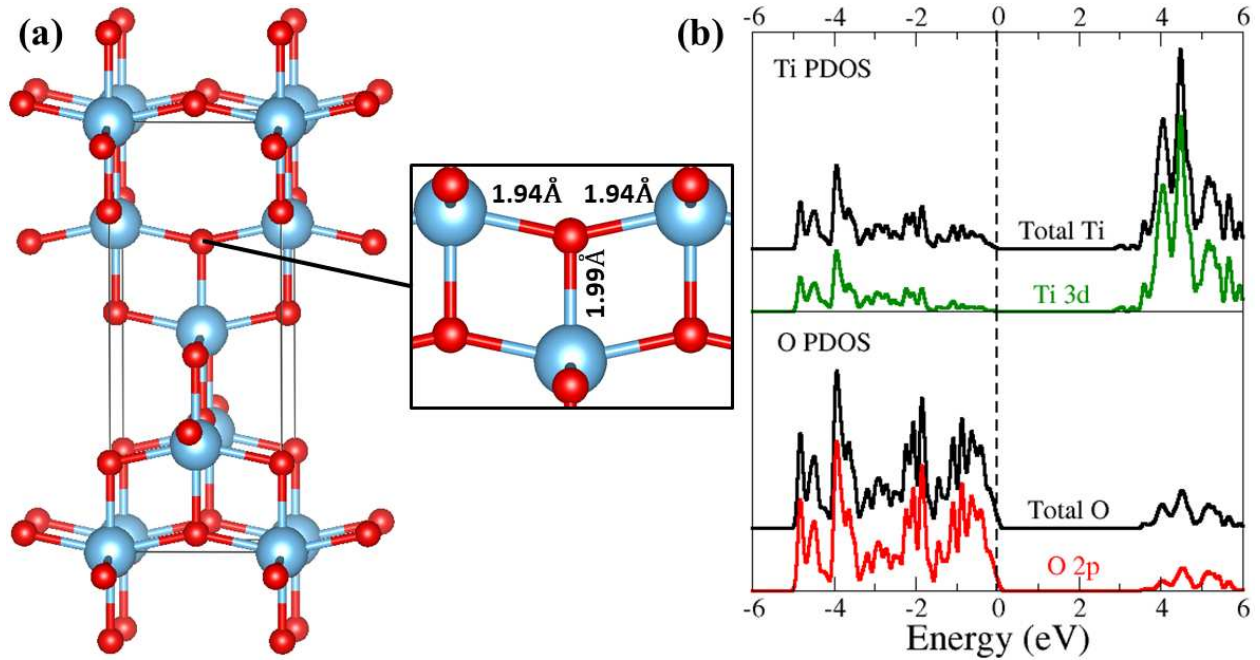 (a)
1.94Å 1.94Å
1.99Å
(b)
-6 -4 -2 0 2 4 6
Ti PDOS
Total Ti
Ti 3d
O PDOS
Total O
O 2p
-6 -4 -2 0 2 4 6
Energy (eV)